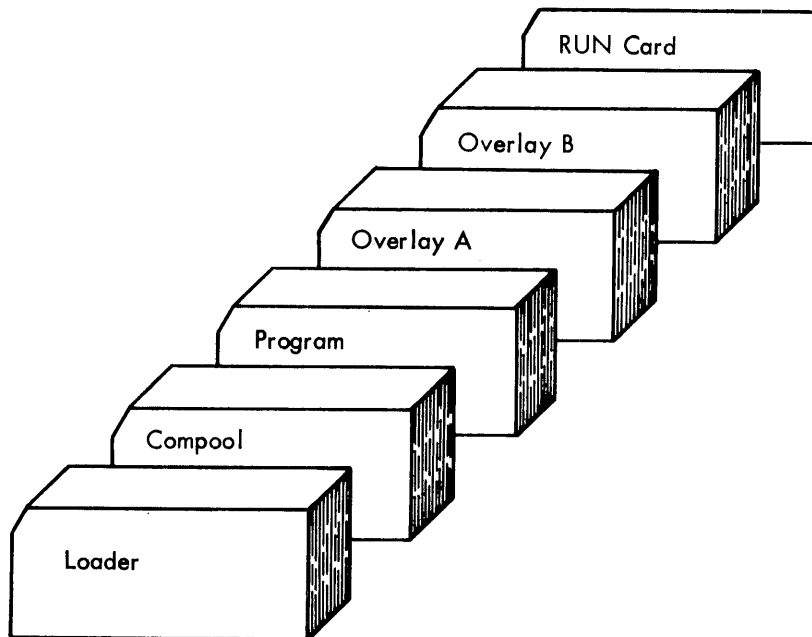 RUN Card
Overlay B
Overlay A
Program
Compool
Loader